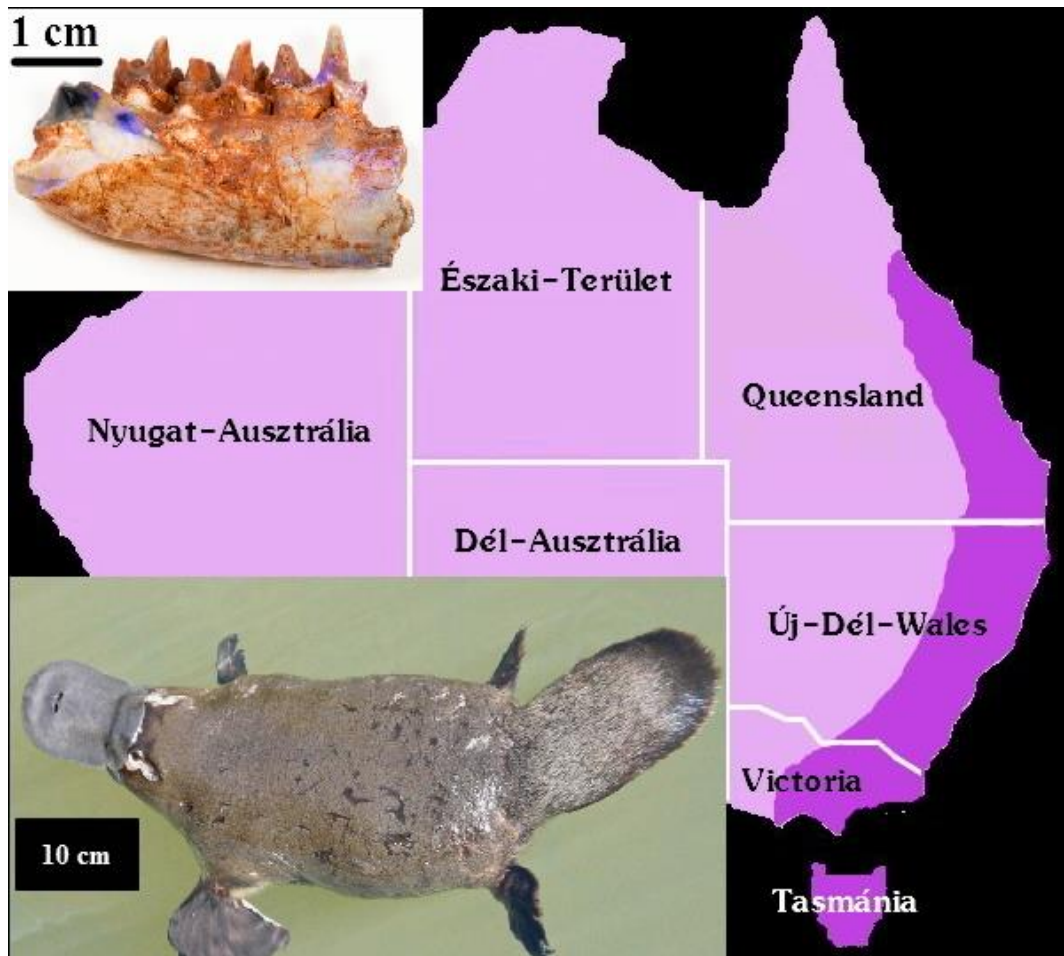 1 cm
Északi-Terület
Queensland
Nyugat-Ausztrália
Dél-Ausztrália
Új-Dél-Wales
Victoria
10 cm
Tasmánia